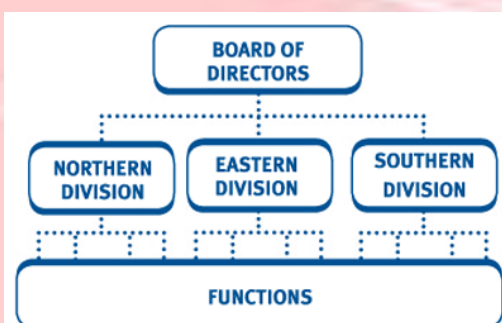 BOARD OF
DIRECTORS
NORTHERN
DIVISION
EASTERN
DIVISION
SOUTHERN
DIVISION
FUNCTIONS